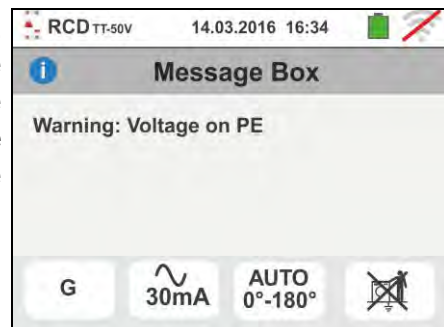 RCD TT-50V 14.03.2016 16:34
Message Box
Warning: Voltage on PE
G 30mA AUTO
0°-180°